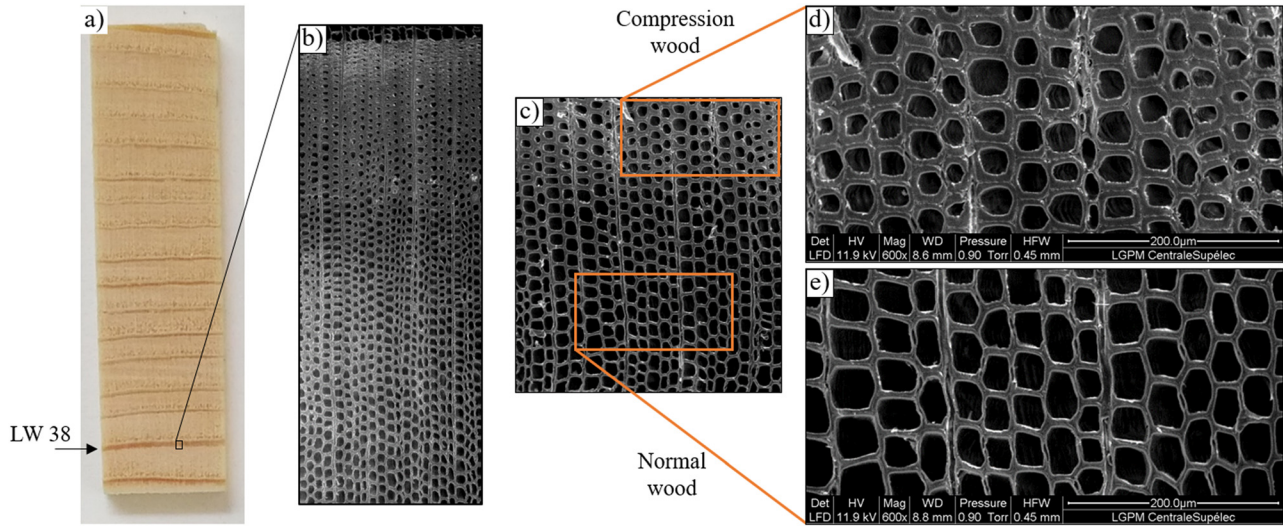 a)
LW 38
b)
Compression
wood
c)
Normal
wood
d)
Det HV Mag WD Pressure HFW 200.0µm
LFD 11.9 kV 600x 8.6 mm 0.90 Torr 0.45 mm LGPM CentraleSupélec
e)
Det HV Mag WD Pressure HFW 200.0µm
LFD 11.9 kV 600x 8.8 mm 0.90 Torr 0.45 mm LGPM CentraleSupélec